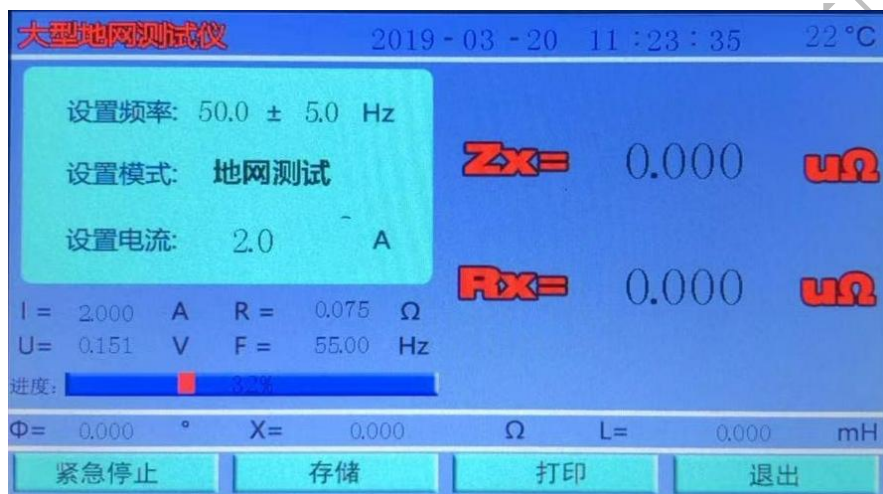 大型地网测试仪 2019 - 03 - 20 11 : 23 : 35 22 °C
设置频率: 50.0 ± 5.0 Hz
设置模式: 地网测试
设置电流: 2.0 A
Zx= 0.000 uΩ
Rx= 0.000 uΩ
I = 2.000 A R = 0.075 Ω
U= 0.151 V F = 55.00 Hz
进度: 32%
Φ= 0.000 ° X= 0.000 Ω L= 0.000 mH
紧急停止 存储 打印 退出